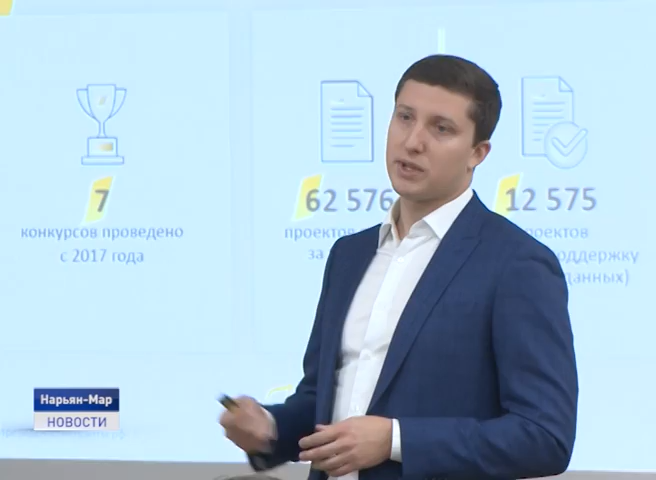 7
конкурсов проведено
с 2017 года
62 576
проектов
за
12 575
проектов
поддержку
данных)
Нарьян-Мар
НОВОСТИ